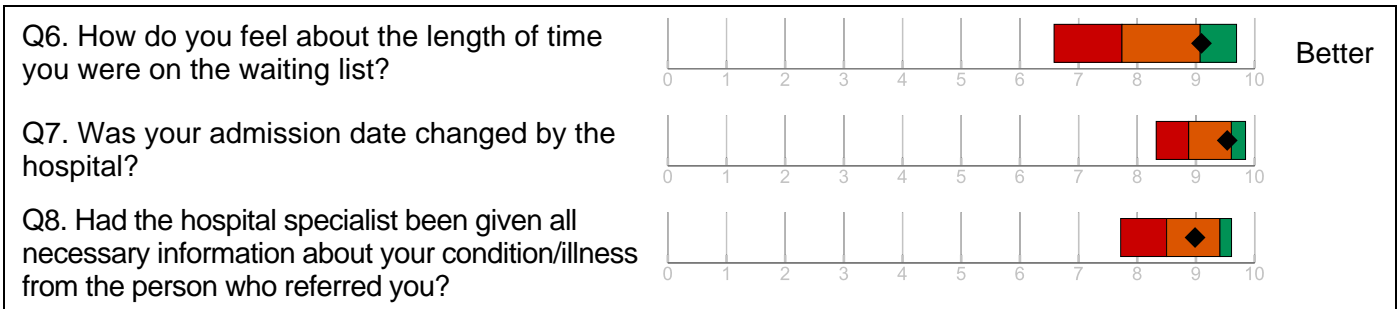 Q6. How do you feel about the length of time
you were on the waiting list?
Better
0 1 2 3 4 5 6 7 8 9 10
Q7. Was your admission date changed by the
hospital?
0 1 2 3 4 5 6 7 8 9 10
Q8. Had the hospital specialist been given all
necessary information about your condition/illness
from the person who referred you?
0 1 2 3 4 5 6 7 8 9 10